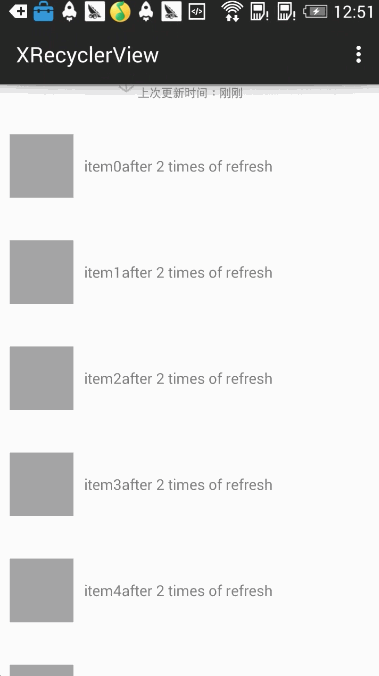 12:51
XRecyclerView
上次更新时间：刚刚
item0after 2 times of refresh
item1after 2 times of refresh
item2after 2 times of refresh
item3after 2 times of refresh
item4after 2 times of refresh